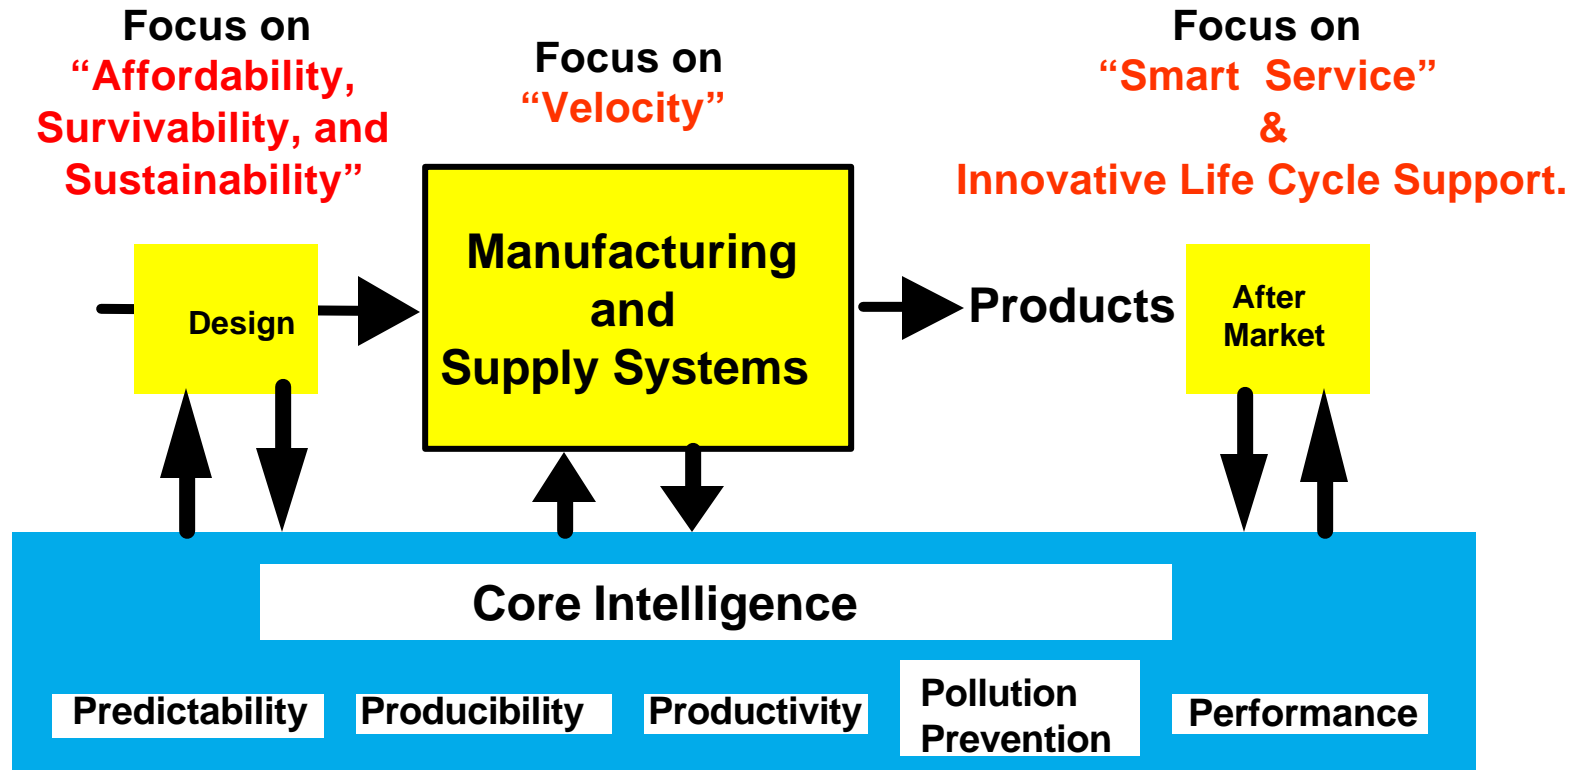 Focus on
“Affordability,
Survivability, and
Sustainability”
Focus on
“Velocity”
Focus on
“Smart Service”
&
Innovative Life Cycle Support.
Design
Manufacturing
and
Supply Systems
Products
After
Market
Core Intelligence
Predictability
Producibility
Productivity
Pollution
Prevention
Performance